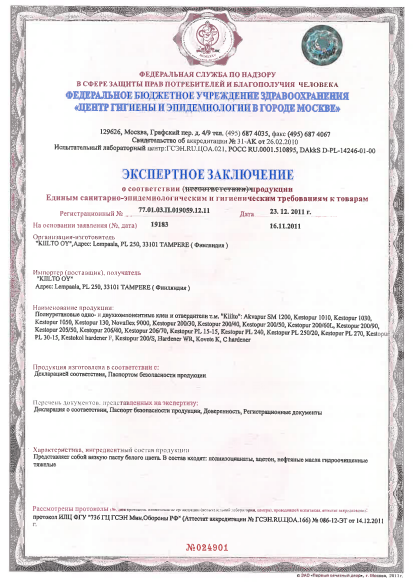 ФЕДЕРАЛЬНАЯ СЛУЖБА ПО НАДЗОРУ
В СФЕРЕ ЗАЩИТЫ ПРАВ ПОТРЕБИТЕЛЕЙ И БЛАГОПОЛУЧИЯ ЧЕЛОВЕКА
ФЕДЕРАЛЬНОЕ БЮДЖЕТНОЕ УЧРЕЖДЕНИЕ ЗДРАВООХРАНЕНИЯ
«ЦЕНТР ГИГИЕНЫ И ЭПИДЕМИОЛОГИИ В ГОРОДЕ МОСКВЕ»
129626, Москва, Графский пер. д. 4/9 тел. (495) 687 4035, факс (495) 687 4067
Свидетельство об аккредитации № 31-АК от 26.02.2010
Испытательный лабораторный центр:ГСЭН.RU.ЦОА.021, РОСС RU.0001.510895, DAkkS D-PL-14246-01-00
ЭКСПЕРТНОЕ ЗАКЛЮЧЕНИЕ
о соответствии (несоответствии) продукции
Единым санитарно-эпидемиологическим и гигиеническим требованиям к товарам
Регистрационный № 77.01.03.П.019059.12.11 Дата 23. 12. 2011 г.
На основании заявления (№, дата) 19183 16.11.2011
Организация-изготовитель
"KIILTO OY",Адрес: Lempaala, PL 250, 33101 TAMPERE ( Финляндия )
Импортер (поставщик), получатель
"KIILTO OY"
Адрес: Lempaala, PL 250, 33101 TAMPERE ( Финляндия )
Наименование продукции:
Полиуретановые одно- и двухкомпонентные клеи и отвердители т.м. "Kiilto": Akvapur SM 1200, Kestopur 1010, Kestopur 1030,
Kestopur 1050, Kestopur 130, Novaflex 9000, Kestopur 200/30, Kestopur 200/40, Kestopur 200/50, Kestopur 200/60L, Kestopur 200/90,
Kestopur 205/50, Kestopur 206/40, Kestopur 206/70, Kestopur PL 15-15, Kestopur PL 240, Kestopur PL 250/20, Kestopur PL 270, Kestopur
PL 30-15, Kestokol hardener F, Kestopur 200/S, Hardener WR, Koveks K, C hardener
Продукция изготовлена в соответствии с:
Декларацией соответствия, Паспортом безопасности продукции
Перечень документов, представленных на экспертизу:
Декларация о соответствии, Паспорт безопасности продукции, Доверенность, Регистрационные документы
Характеристика, ингредиентный состав продукции
Представляет собой вязкую пасту белого цвета. В состав входят: полиизоцианаты, ацетон, нефтяные масла гидроочищенные
тяжелые
Рассмотрены протоколы
протокол ИЛЦ ФГУ "736 ГЦ ГСЭН Мин.Обороны РФ" (Аттестат аккредитации № ГСЭН.RU.ЦОА.166) № 086-12-ЭТ от 14.12.2011
г.
№024901